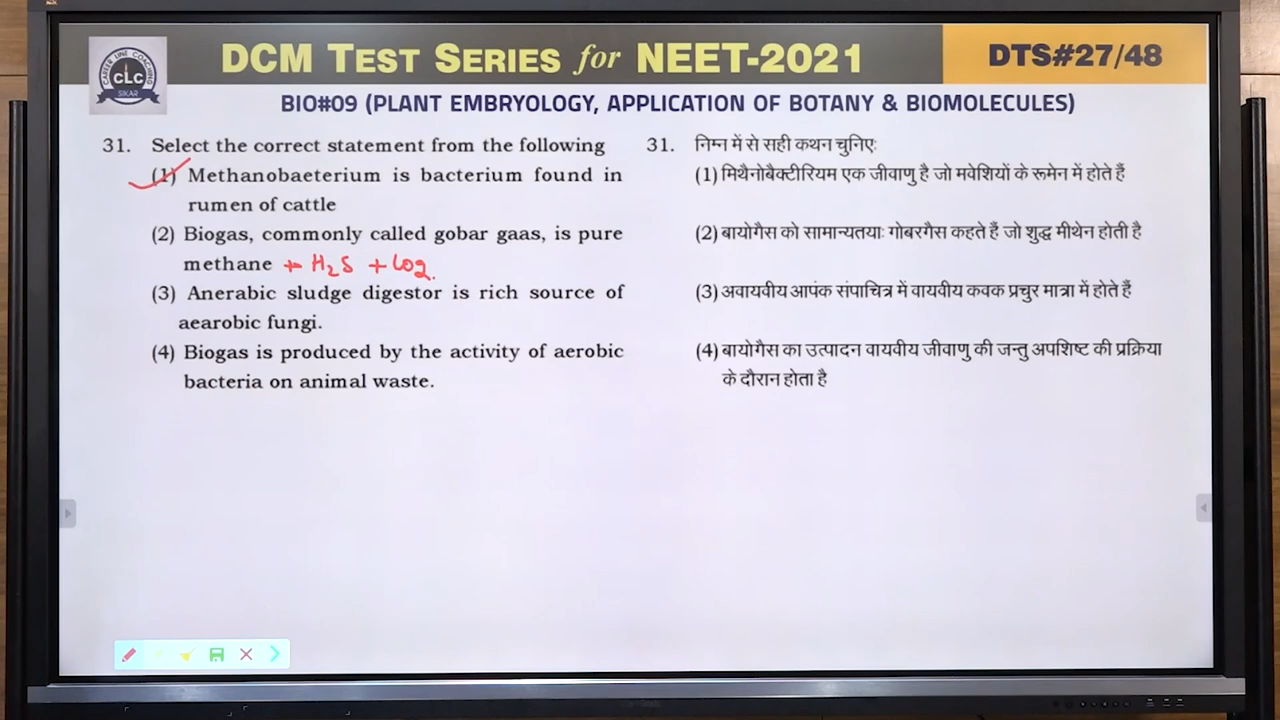 DCM TEST SERIES for NEET-2021
DTS#27/48
CAREER LINE COACHING
CLC
SIKAR
BIO#09 (PLANT EMBRYOLOGY, APPLICATION OF BOTANY & BIOMOLECULES)
31. Select the correct statement from the following
(1) Methanobaeterium is bacterium found in
rumen of cattle
(2) Biogas, commonly called gobar gaas, is pure
methane + H2S + CO2.
(3) Anerabic sludge digestor is rich source of
aearobic fungi.
(4) Biogas is produced by the activity of aerobic
bacteria on animal waste.
31. निम्न में से सही कथन चुनिए:
(1) मिथैनोबैक्टीरियम एक जीवाणु है जो मवेशियों के रूमेन में होते हैं
(2) बायोगैस को सामान्यतयाः गोबरगैस कहते हैं जो शुद्ध मीथेन होती है
(3) अवायवीय आपंक संपाचित्र में वायवीय कवक प्रचुर मात्रा में होते हैं
(4) बायोगैस का उत्पादन वायवीय जीवाणु की जन्तु अपशिष्ट की प्रक्रिया
के दौरान होता है